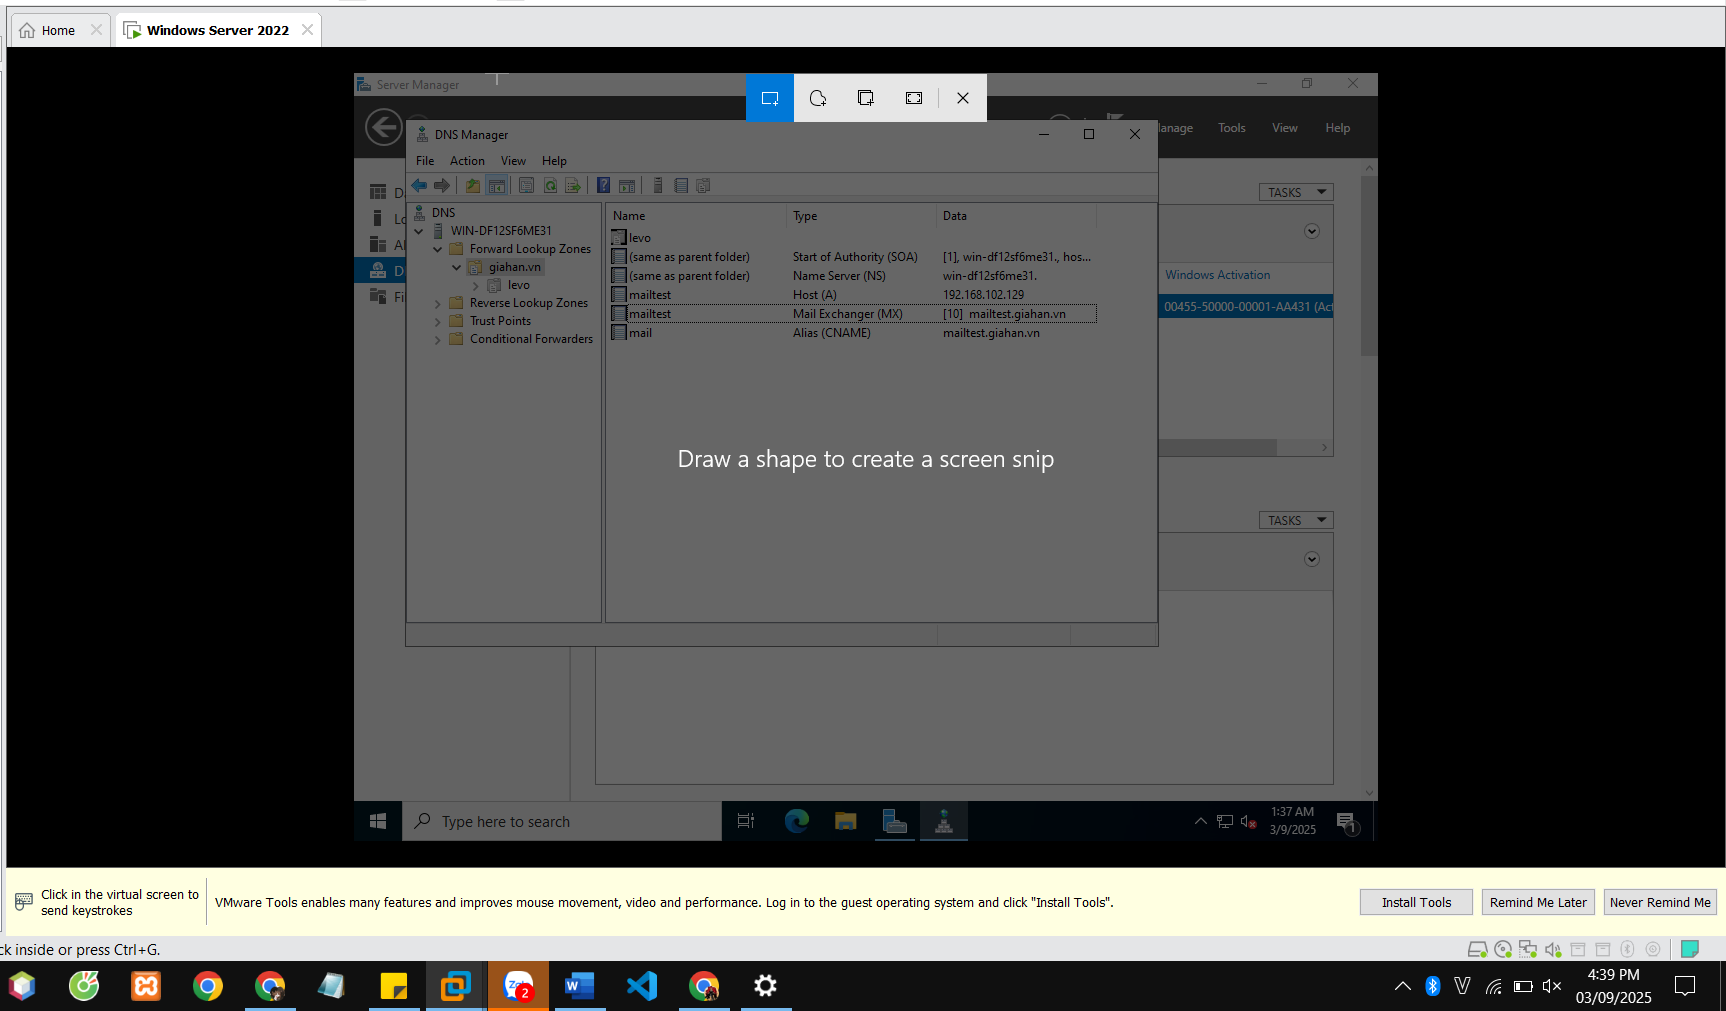 Home
Windows Server 2022
Server Manager
Manage
Tools
View
Help
DNS Manager
File
Action
View
Help
TASKS
DNS
WIN-DF12SF6ME31
Forward Lookup Zones
giahan.vn
levo
Reverse Lookup Zones
Trust Points
Conditional Forwarders
Name Type Data
levo
(same as parent folder) Start of Authority (SOA) [1], win-df12sf6me31., hos...
(same as parent folder) Name Server (NS) win-df12sf6me31.
mailtest Host (A) 192.168.102.129
mailtest Mail Exchanger (MX) [10] mailtest.giahan.vn
mail Alias (CNAME) mailtest.giahan.vn
Windows Activation
00455-50000-00001-AA431 (Act
Draw a shape to create a screen snip
TASKS
Type here to search
1:37 AM
3/9/2025
1
Click in the virtual screen to
send keystrokes
VMware Tools enables many features and improves mouse movement, video and performance. Log in to the guest operating system and click "Install Tools".
Install Tools
Remind Me Later
Never Remind Me
ck inside or press Ctrl+G.
2
W
V
4:39 PM
03/09/2025